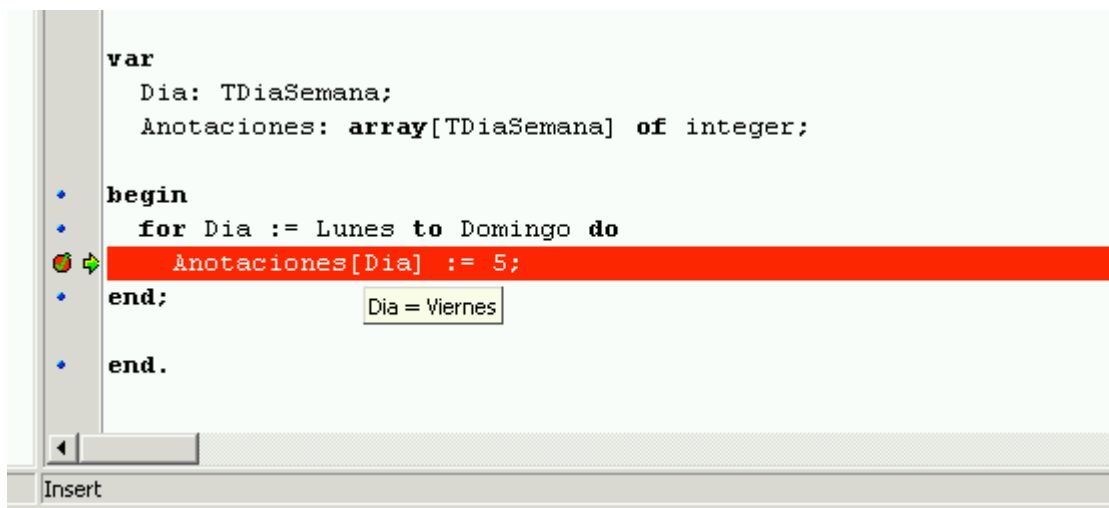 var
Dia: TDiaSemana;
Anotaciones: array[TDiaSemana] of integer;
begin
for Dia := Lunes to Domingo do
Anotaciones[Dia] := 5;
end;
Dia = Viernes
end.
Insert